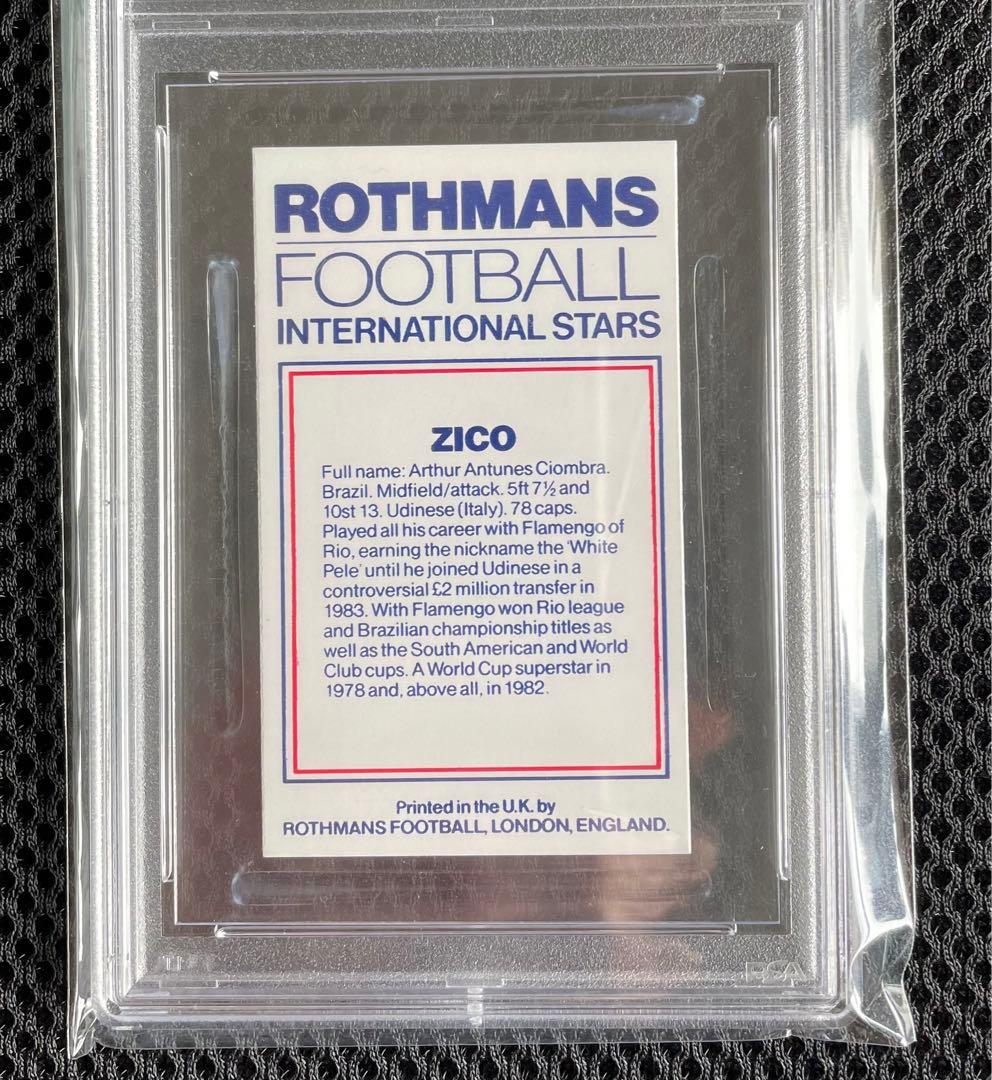 ROTHMANS
FOOTBALL
INTERNATIONAL STARS
ZICO
Full name: Arthur Antunes Ciombra.
Brazil. Midfield/attack. 5ft 7½ and
10st 13. Udinese (Italy). 78 caps.
Played all his career with Flamengo of
Rio, earning the nickname the ‘White
Pele’ until he joined Udinese in a
controversial £2 million transfer in
1983. With Flamengo won Rio league
and Brazilian championship titles as
well as the South American and World
Club cups. A World Cup superstar in
1978 and, above all, in 1982.
Printed in the U.K. by
ROTHMANS FOOTBALL, LONDON, ENGLAND.
PSA